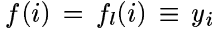 f(i) = f_l(i) ≡ y_i